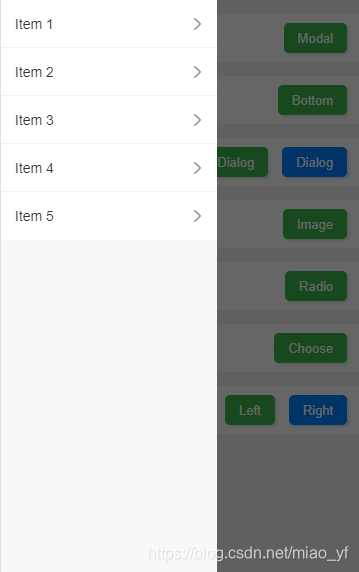 Item 1
Item 2
Item 3
Item 4
Item 5
Modal
Bottom
Dialog Dialog
Image
Radio
Choose
Left Right
https://blog.csdn.net/miao_yf